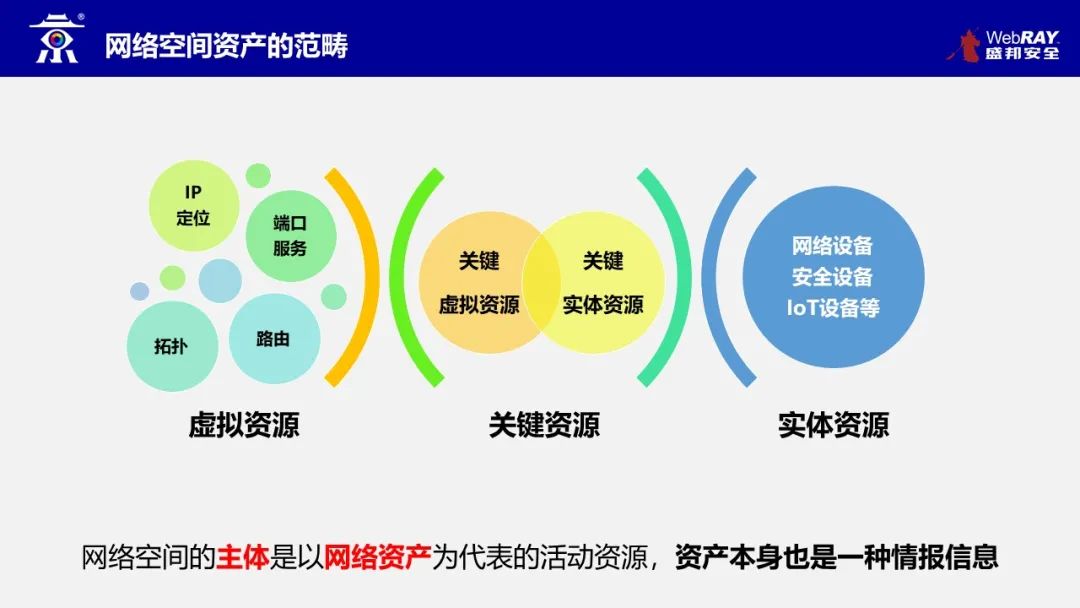 网络空间资产的范畴
WebRAY
盛邦安全
IP
定位
端口
服务
拓扑
路由
虚拟资源
关键
虚拟资源
关键
实体资源
关键资源
网络设备
安全设备
IoT设备等
实体资源
网络空间的主体是以网络资产为代表的活动资源，资产本身也是一种情报信息